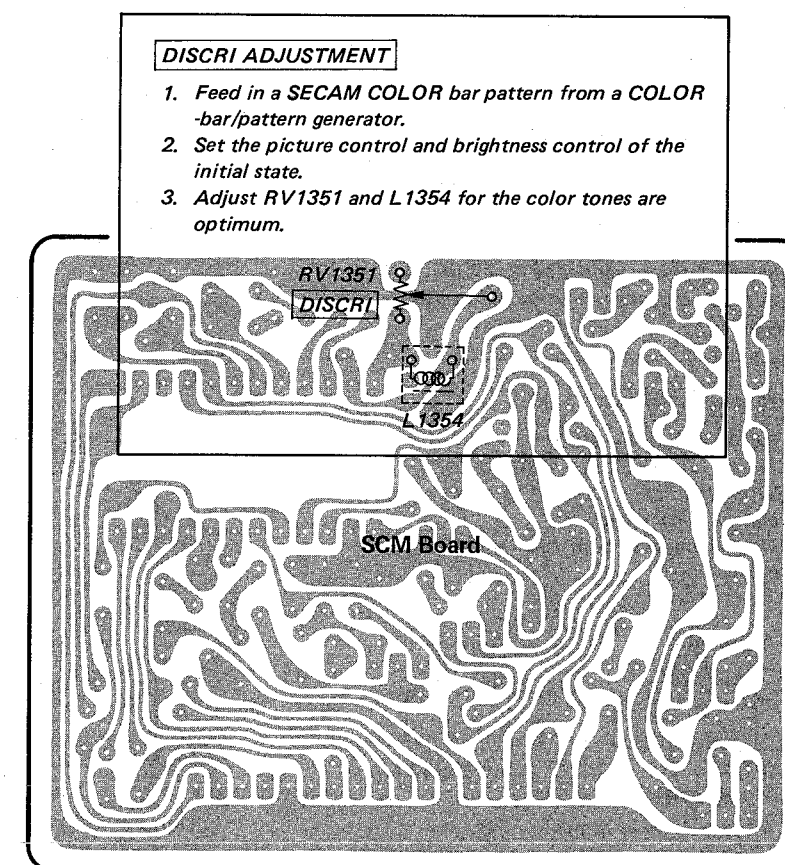 DISCRI ADJUSTMENT
1. Feed in a SECAM COLOR bar pattern from a COLOR
-bar/pattern generator.
2. Set the picture control and brightness control of the
initial state.
3. Adjust RV1351 and L1354 for the color tones are
optimum.
RV1351
DISCRI
L1354
SCM Board